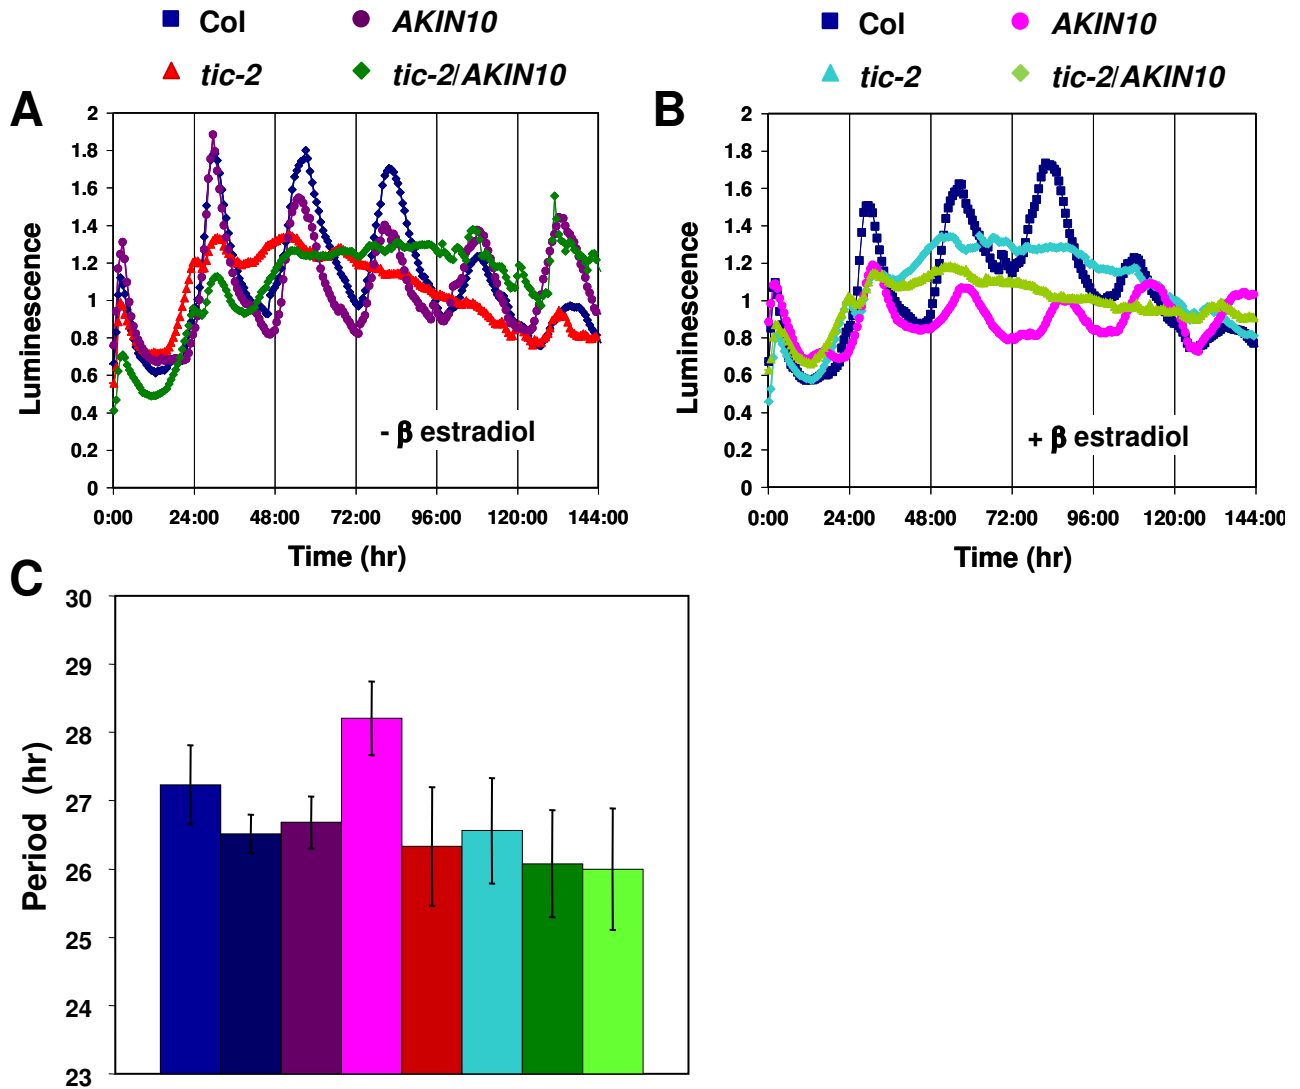 Col AKIN10
tic-2 tic-2/AKIN10
Col AKIN10
tic-2 tic-2/AKIN10
A
2
1.8
1.6
1.4
1.2
1
0.8
0.6
0.4
0.2
0
Luminescence
- β estradiol
0:00 24:00 48:00 72:00 96:00 120:00 144:00
Time (hr)
B
2
1.8
1.6
1.4
1.2
1
0.8
0.6
0.4
0.2
0
Luminescence
+ β estradiol
0:00 24:00 48:00 72:00 96:00 120:00 144:00
Time (hr)
C
30
29
28
27
26
25
24
23
Period (hr)